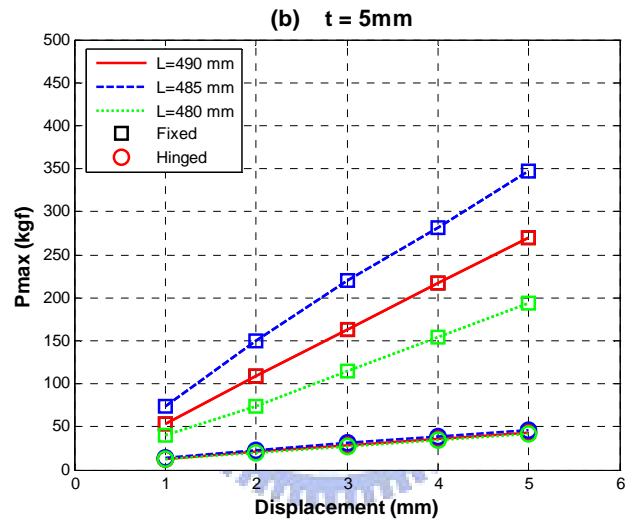 (b) t = 5mm
500
450
400
350
300
250
200
150
100
50
0
Pmax (kgf)
L=490 mm
L=485 mm
L=480 mm
Fixed
Hinged
0 1 2 3 4 5 6
Displacement (mm)